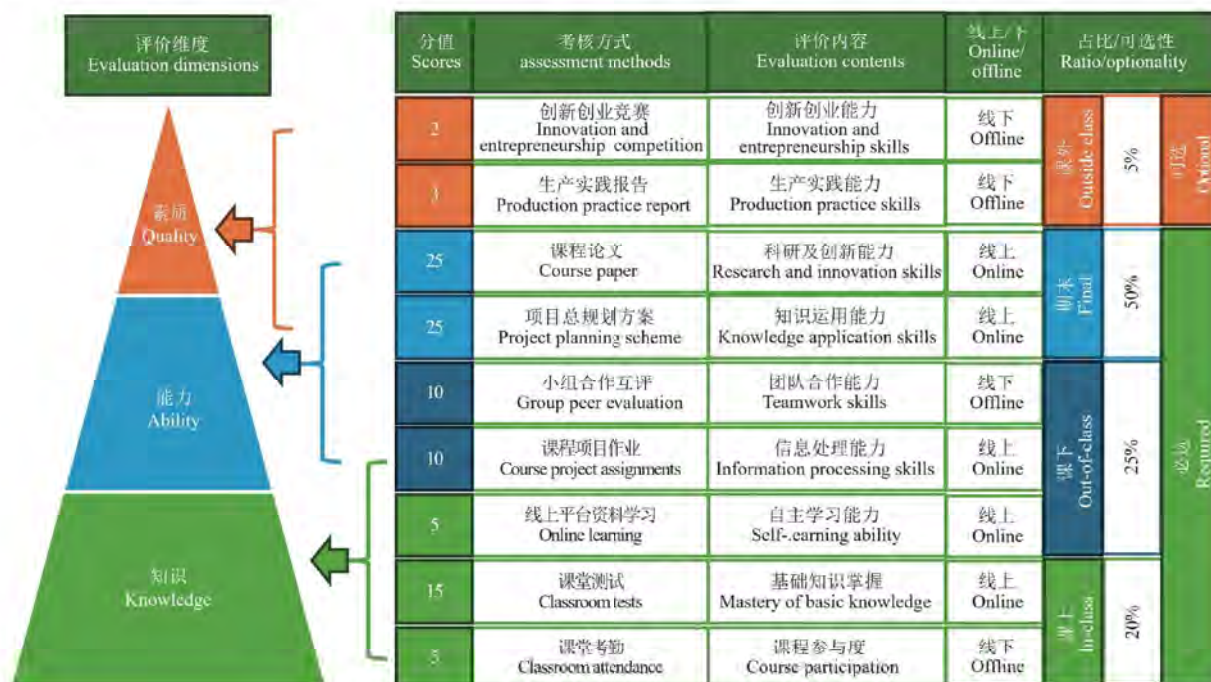 评价维度
Evaluation dimensions
分值
Scores
考核方式
assessment methods
评价内容
Evaluation contents
线上/下
Online/
offline
占比/可选性
Ratio/optionality
2
创新创业竞赛
Innovation and
entrepreneurship competition
创新创业能力
Innovation and
entrepreneurship skills
线下
Offline
3
生产实践报告
Production practice report
生产实践能力
Production practice skills
线下
Offline
课外
Outside class
5%
可选
Optional
素质
Quality
25
课程论文
Course paper
科研及创新能力
Research and innovation skills
线上
Online
25
项目总规划方案
Project planning scheme
知识运用能力
Knowledge application skills
线上
Online
期末
Final
50%
能力
Ability
10
小组合作互评
Group peer evaluation
团队合作能力
Teamwork skills
线下
Offline
10
课程项目作业
Course project assignments
信息处理能力
Information processing skills
线上
Online
5
线上平台资料学习
Online learning
自主学习能力
Self-.earning ability
线上
Online
课下
Out-of-class
25%
必选
Required
知识
Knowledge
15
课堂测试
Classroom tests
基础知识掌握
Mastery of basic knowledge
线上
Online
5
课堂考勤
Classroom attendance
课程参与度
Course participation
线下
Offline
课上
In-class
20%